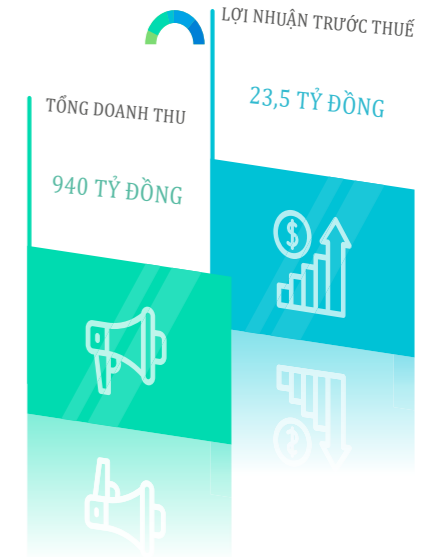 LỢI NHUẬN TRƯỚC THUẾ
23,5 TỶ ĐỒNG
TỔNG DOANH THU
940 TỶ ĐỒNG
$